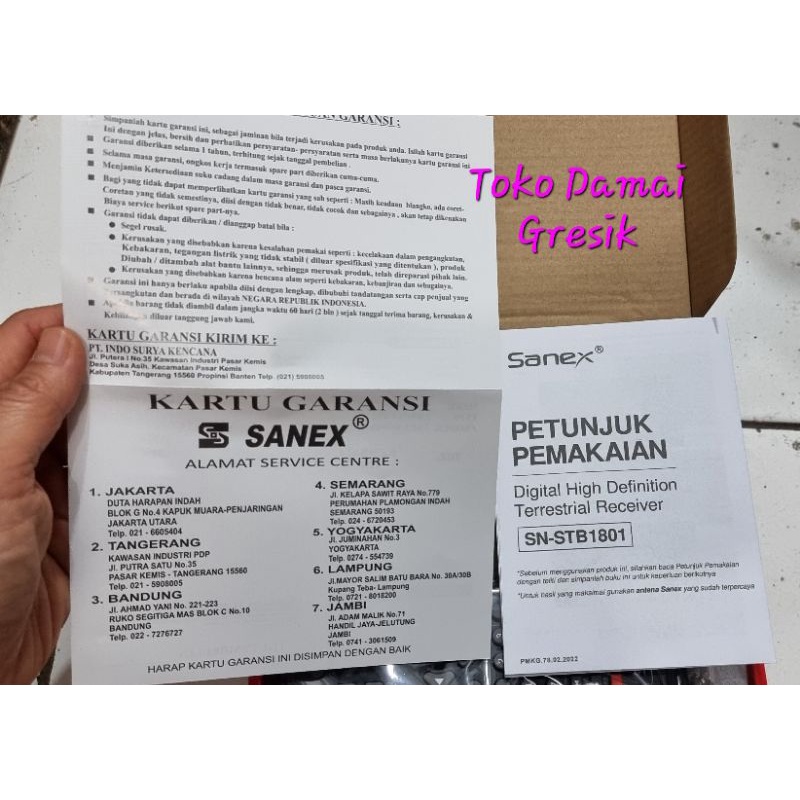 KETENTUAN GARANSI :
Simpanlah kartu garansi ini, sebagai jaminan bila terjadi kerusakan pada produk anda. Isilah kartu garansi
Ini dengan jelas, bersih dan perhatikan persyaratan- persyaratan serta masa berlakunya kartu garansi ini
Garansi diberikan selama 1 tahun, terhitung sejak tanggal pembelian .
Selama masa garansi, ongkos kerja termasuk spare part diberikan cuma-cuma.
Menjamin Ketersediaan suku cadang dalam masa garansi dan pasca garansi.
Bagi yang tidak dapat memperlihatkan kartu garansi yang sah seperti : Masih keadaan blangko, ada coret-
Coretan yang tidak semestinya, diisi dengan tidak benar, tidak cocok dan sebagainya , akan tetap dikenakan
Biaya service berikut spare part-nya.
Garansi tidak dapat diberikan / dianggap batal bila :
Segel rusak.
Kerusakan yang disebabkan karena kesalahan pemakai seperti : kecelakaan dalam pengangkutan,
Kebakaran, tegangan listrik yang tidak stabil ( diluar spesifikasi yang ditentukan ), produk
Diubah / ditambah alat bantu lainnya, sehingga merusak produk, telah direparasi pihak lain.
Kerusakan yang disebabkan karena bencana alam seperti kebakaran, kebanjiran dan sebagainya.
Garansi ini hanya berlaku apabila diisi dengan lengkap, dibubuhi tandatangan serta cap penjual yang
bersangkutan dan berada di wilayah NEGARA REPUBLIK INDONESIA.
barang tidak diambil dalam jangka waktu 60 hari (2 bln ) sejak tanggal terima barang, kerusakan &
diluar tanggung jawab kami.
KARTU GARANSI KIRIM KE :
PT. INDO SURYA KENCANA
Jl. Putera I No.35 Kawasan Industri Pasar Kemis
Desa Suka Asih, Kecamatan Pasar Kemis
Kabupaten Tangerang 15560 Propinsi Banten Telp. (021) 5908005
KARTU GARANSI
SANEX®
ALAMAT SERVICE CENTRE :
1. JAKARTA
DUTA HARAPAN INDAH
BLOK G No.4 KAPUK MUARA-PENJARINGAN
JAKARTA UTARA
Telp. 021 - 6605404
2. TANGERANG
KAWASAN INDUSTRI PDP
JL. PUTRA SATU No.35
PASAR KEMIS - TANGERANG 15560
Telp. 021 - 5908005
3. BANDUNG
JL. AHMAD YANI No. 221-223
RUKO SEGITIGA MAS BLOK C No.10
BANDUNG
Telp. 022 - 7276727
4. SEMARANG
JL. KELAPA SAWIT RAYA No.779
PERUMAHAN PLAMONGAN INDAH
SEMARANG 50193
Telp. 024 - 6720453
5. YOGYAKARTA
JL. JUMINAHAN No.3
YOGYAKARTA
Telp. 0274 - 554739
6. LAMPUNG
JL.MAYOR SALIM BATU BARA No. 30A/30B
Kupang Teba- Lampung
Telp. 0721 - 8018200
7. JAMBI
JL. ADAM MALIK No.71
HANDIL JAYA-JELUTUNG
JAMBI
Telp. 0741 - 3061509
HARAP KARTU GARANSI INI DISIMPAN DENGAN BAIK
Toko Damai
Gresik
Sanex®
PETUNJUK
PEMAKAIAN
Digital High Definition
Terrestrial Receiver
SN-STB1801
*Sebelum menggunakan produk ini, silahkan baca Petunjuk Pemakaian
dengan teliti dan simpanlah buku ini untuk keperluan berikutnya
*Untuk hasil yang maksimal gunakan antena Sanex yang sudah terpercaya
PMKG.78.02.2022